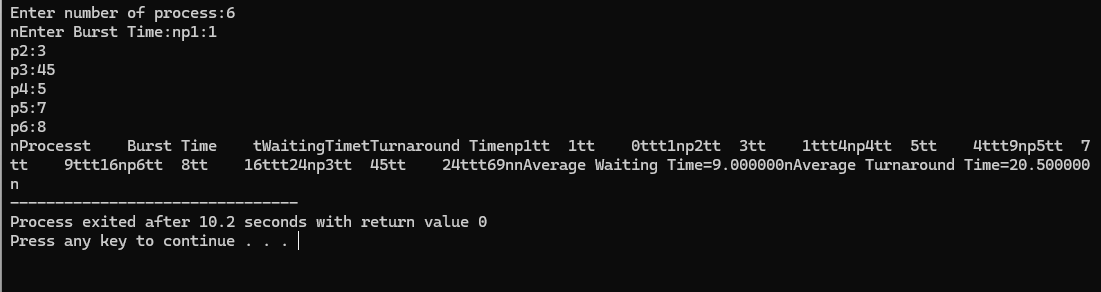 Enter number of process:6
nEnter Burst Time:np1:1
p2:3
p3:45
p4:5
p5:7
p6:8
nProcesst    Burst Time    tWaitingTimetTurnaround Timenp1tt  1tt    0ttt1np2tt  3tt    1ttt4np4tt  5tt    4ttt9np5tt  7
tt    9ttt16np6tt  8tt    16ttt24np3tt  45tt    24ttt69nnAverage Waiting Time=9.000000nAverage Turnaround Time=20.500000
n
--------------------------------
Process exited after 10.2 seconds with return value 0
Press any key to continue . . .